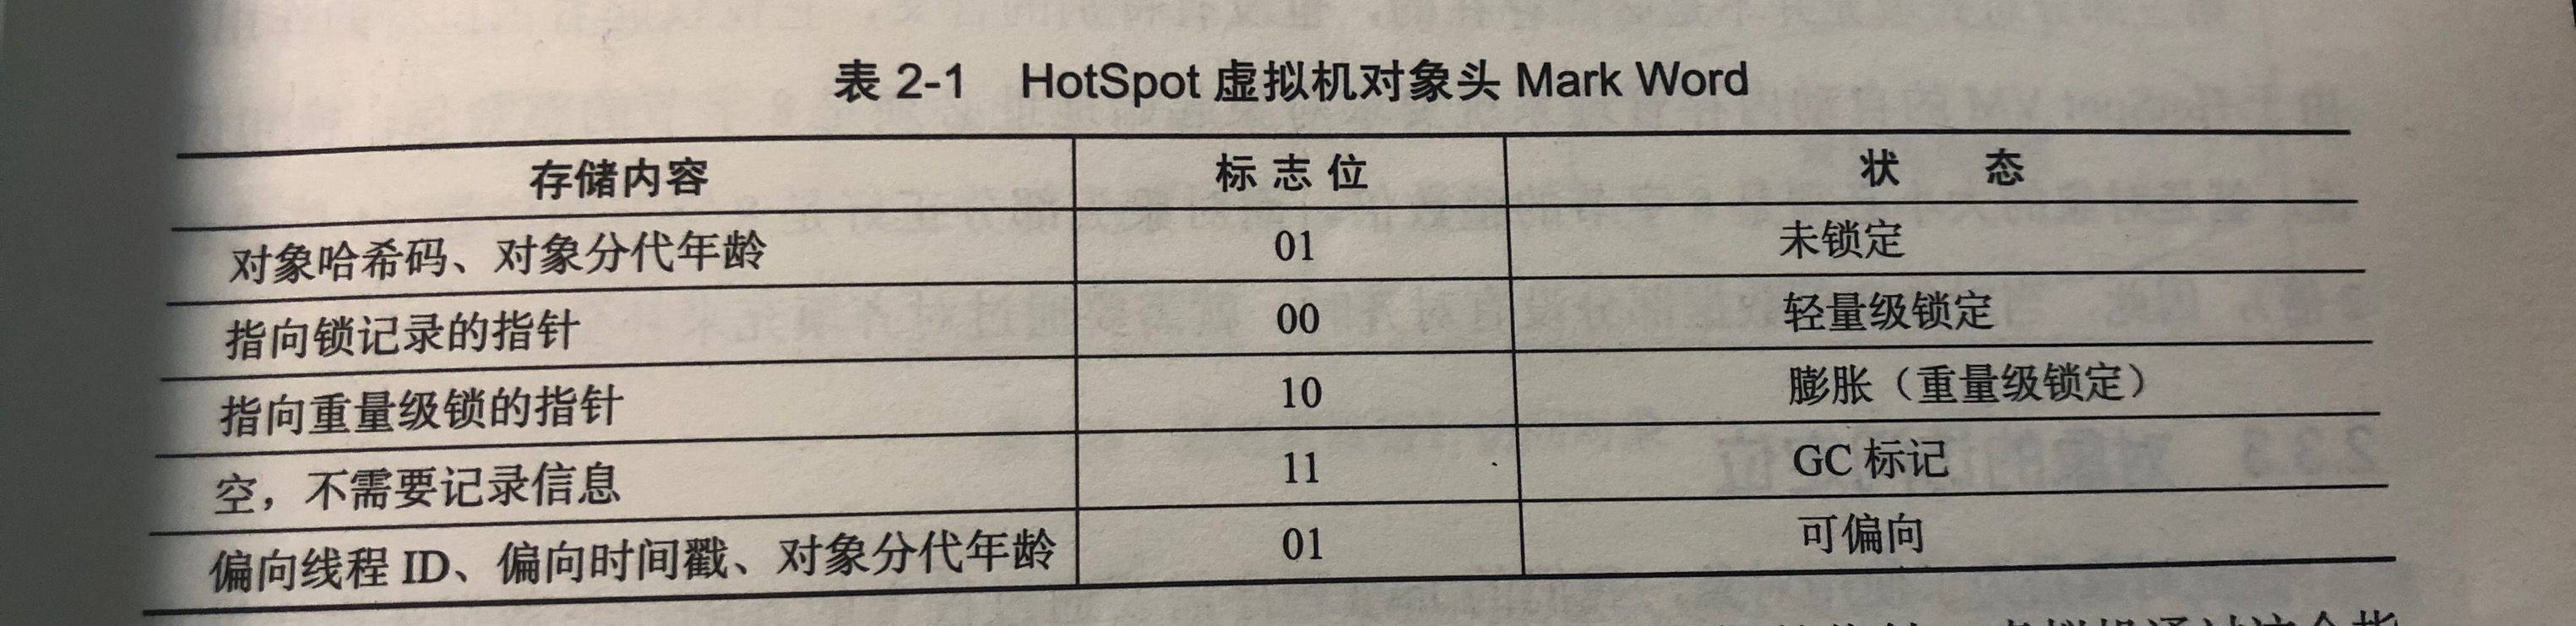 表 2-1 HotSpot 虚拟机对象头 Mark Word
存储内容 标志位 状态
对象哈希码、对象分代年龄 01 未锁定
指向锁记录的指针 00 轻量级锁定
指向重量级锁的指针 10 膨胀（重量级锁定）
空，不需要记录信息 11 GC 标记
偏向线程 ID、偏向时间戳、对象分代年龄 01 可偏向